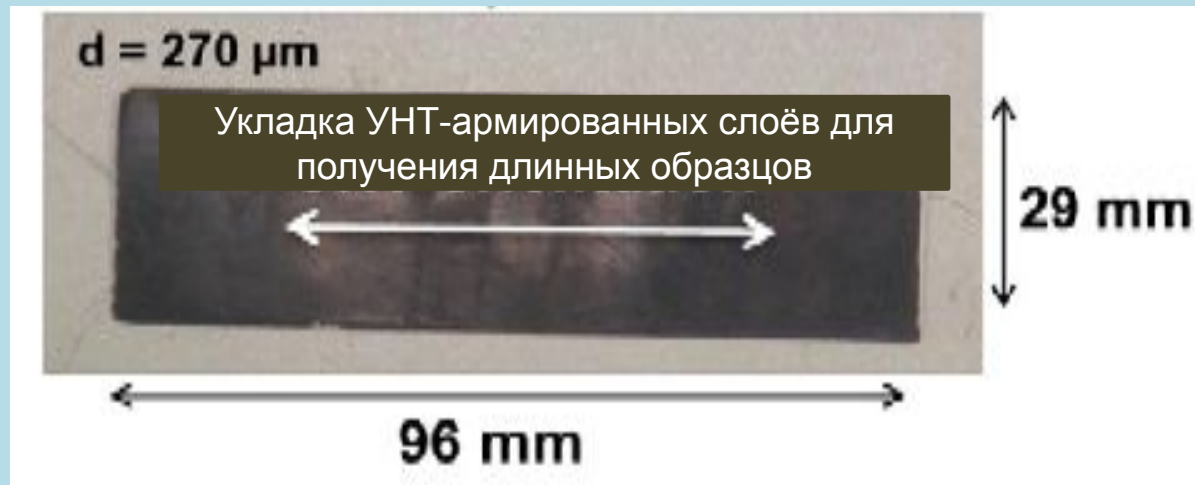 d = 270 µm
Укладка УНТ-армированных слоёв для
получения длинных образцов
29 mm
96 mm